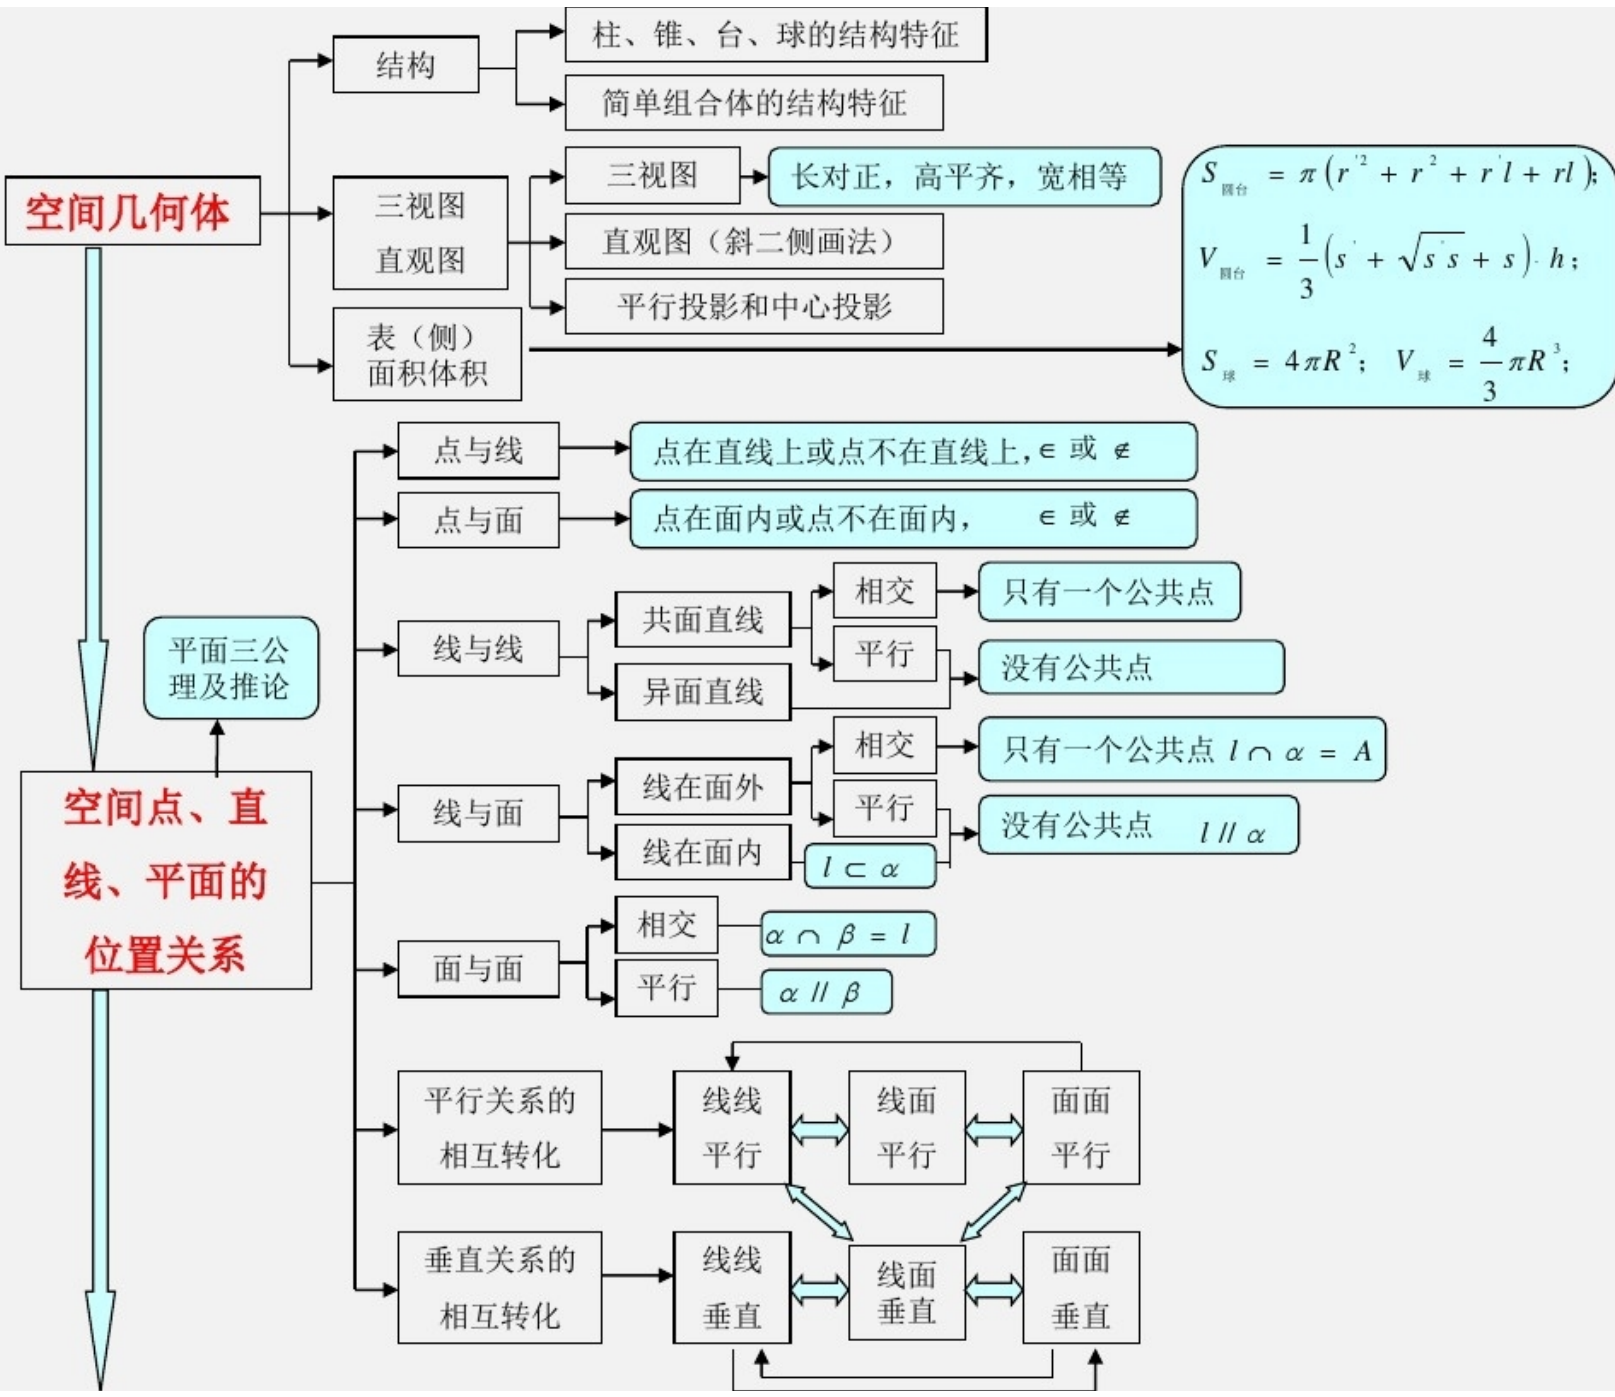 柱、锥、台、球的结构特征
结构
简单组合体的结构特征
空间几何体
三视图
直观图
三视图
长对正，高平齐，宽相等
直观图（斜二侧画法）
平行投影和中心投影
表（侧）
面积体积
S圆台 = π(r'² + r² + r'l + rl);
V圆台 = 1/3(s' + √s's + s)·h;
S球 = 4πR²; V球 = 4/3πR³;
点与线
点在直线上或点不在直线上,∈ 或 ∉
点与面
点在面内或点不在面内， ∈ 或 ∉
线与线
共面直线
相交
只有一个公共点
平行
异面直线
没有公共点
平面三公
理及推论
空间点、直
线、平面的
位置关系
线与面
线在面外
相交
只有一个公共点 l ∩ α = A
平行
没有公共点 l // α
线在面内
l ⊂ α
面与面
相交
α ∩ β = l
平行
α // β
平行关系的
相互转化
线线
平行
线面
平行
面面
平行
垂直关系的
相互转化
线线
垂直
线面
垂直
面面
垂直